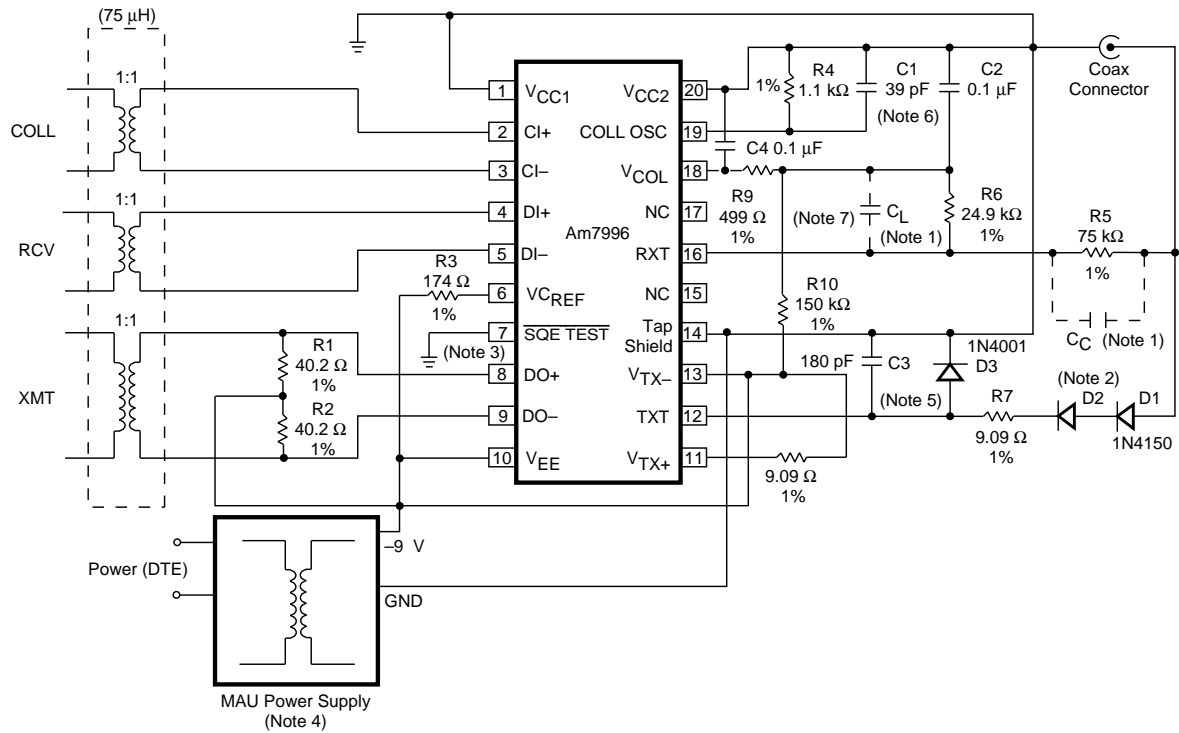 (75 µH)
1:1
COLL
1:1
RCV
1:1
XMT
R1
40.2 Ω
1%
R2
40.2 Ω
1%
R3
174 Ω
1%
(Note 3)
1 VCC1
2 CI+
3 CI–
4 DI+
5 DI–
6 VCREF
7 SQE TEST
8 DO+
9 DO–
10 VEE
Am7996
VCC2 20
COLL OSC 19
VCOL 18
NC 17
RXT 16
NC 15
Tap
Shield 14
VTX– 13
TXT 12
VTX+ 11
1%
R4
1.1 kΩ
C1
39 pF
(Note 6)
C2
0.1 µF
Coax
Connector
C4 0.1 µF
R9
499 Ω
1%
(Note 7)
CL
(Note 1)
R6
24.9 kΩ
1%
R5
75 kΩ
1%
CC (Note 1)
R10
150 kΩ
1%
180 pF C3
(Note 5)
1N4001
D3
(Note 2)
D2
D1
1N4150
R7
9.09 Ω
1%
9.09 Ω
1%
–9 V
Power (DTE)
GND
MAU Power Supply
(Note 4)